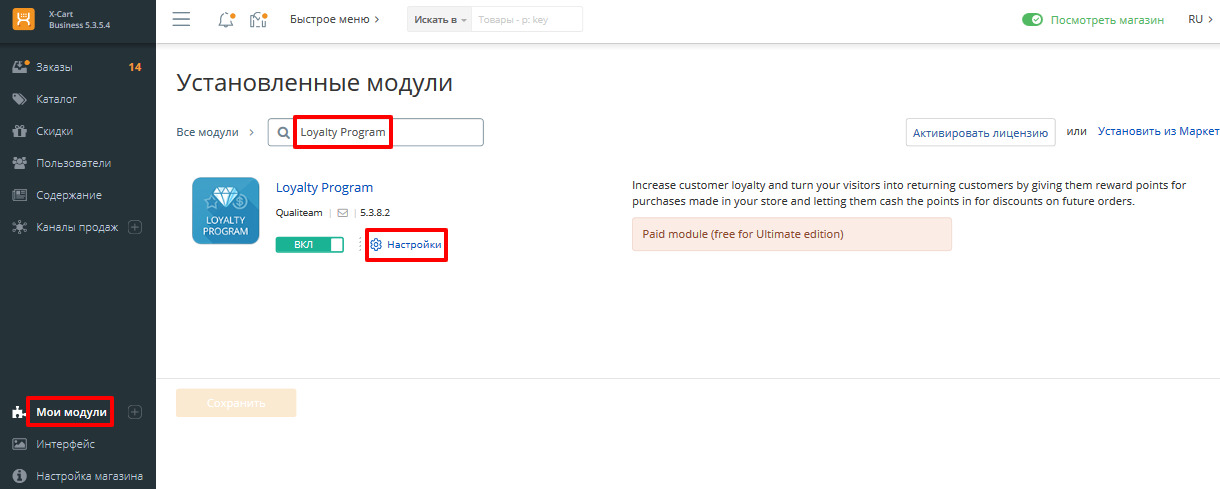 X-Cart
Business 5.3.5.4
Быстрое меню
Искать в
Товары - р: key
Посмотреть магазин
RU
Заказы 14
Каталог
Скидки
Пользователи
Содержание
Каналы продаж
Мои модули
Интерфейс
Настройка магазина
Установленные модули
Все модули
Loyalty Program
Активировать лицензию
или
Установить из Маркет
LOYALTY
PROGRAM
Loyalty Program
Qualiteam
5.3.8.2
ВКЛ
Настройки
Increase customer loyalty and turn your visitors into returning customers by giving them reward points for
purchases made in your store and letting them cash the points in for discounts on future orders.
Paid module (free for Ultimate edition)
Сохранить